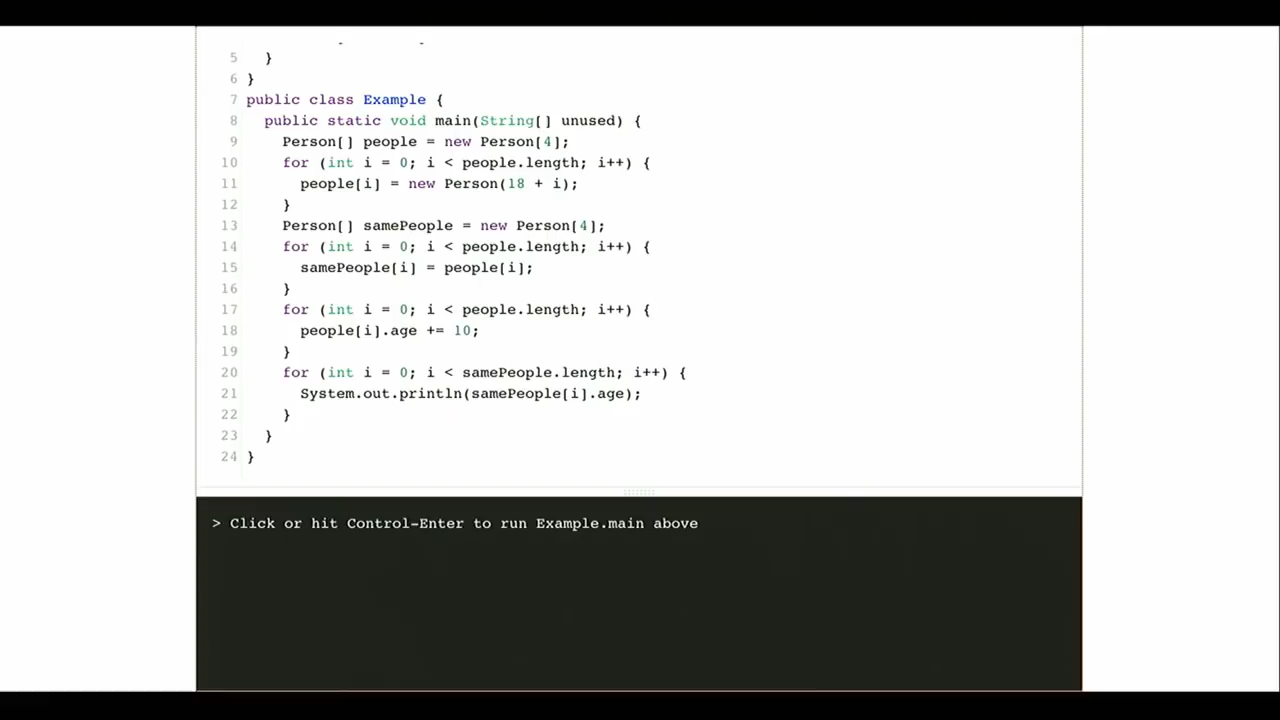 5   }
6 }
7 public class Example {
8   public static void main(String[] unused) {
9     Person[] people = new Person[4];
10     for (int i = 0; i < people.length; i++) {
11       people[i] = new Person(18 + i);
12     }
13     Person[] samePeople = new Person[4];
14     for (int i = 0; i < people.length; i++) {
15       samePeople[i] = people[i];
16     }
17     for (int i = 0; i < people.length; i++) {
18       people[i].age += 10;
19     }
20     for (int i = 0; i < samePeople.length; i++) {
21       System.out.println(samePeople[i].age);
22     }
23   }
24 }
> Click or hit Control-Enter to run Example.main above